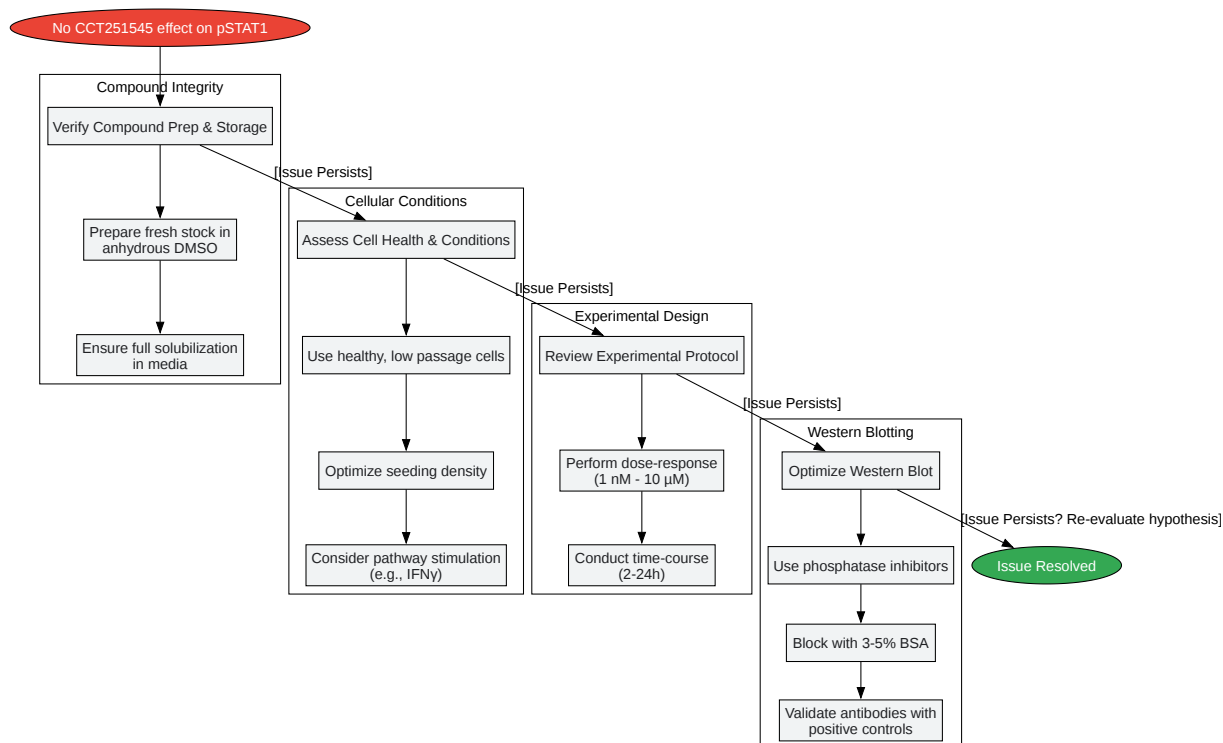 No CCT251545 effect on pSTAT1
Compound Integrity
Verify Compound Prep & Storage
[Issue Persists]
Prepare fresh stock in
anhydrous DMSO
Ensure full solubilization
in media
Cellular Conditions
Assess Cell Health & Conditions
[Issue Persists]
Use healthy, low passage cells
Optimize seeding density
Consider pathway stimulation
(e.g., IFNγ)
Experimental Design
Review Experimental Protocol
[Issue Persists]
Perform dose-response
(1 nM - 10 µM)
Conduct time-course
(2-24h)
Western Blotting
Optimize Western Blot
[Issue Persists? Re-evaluate hypothesis]
Use phosphatase inhibitors
Issue Resolved
Block with 3-5% BSA
Validate antibodies with
positive controls